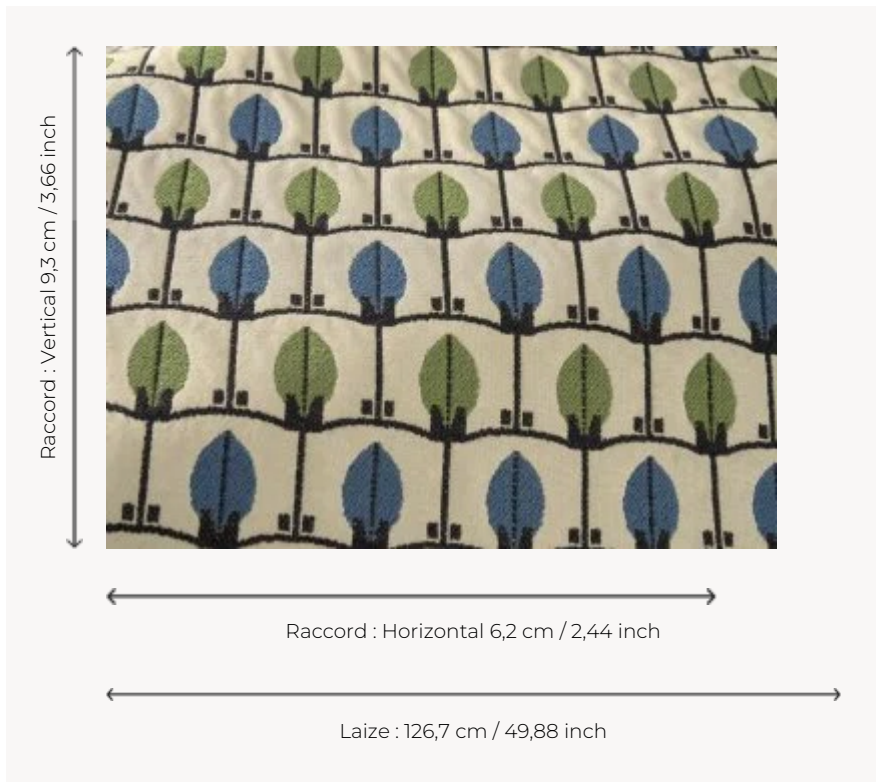 Raccord : Vertical 9,3 cm / 3,66 inch
Raccord : Horizontal 6,2 cm / 2,44 inch
Laize : 126,7 cm / 49,88 inch